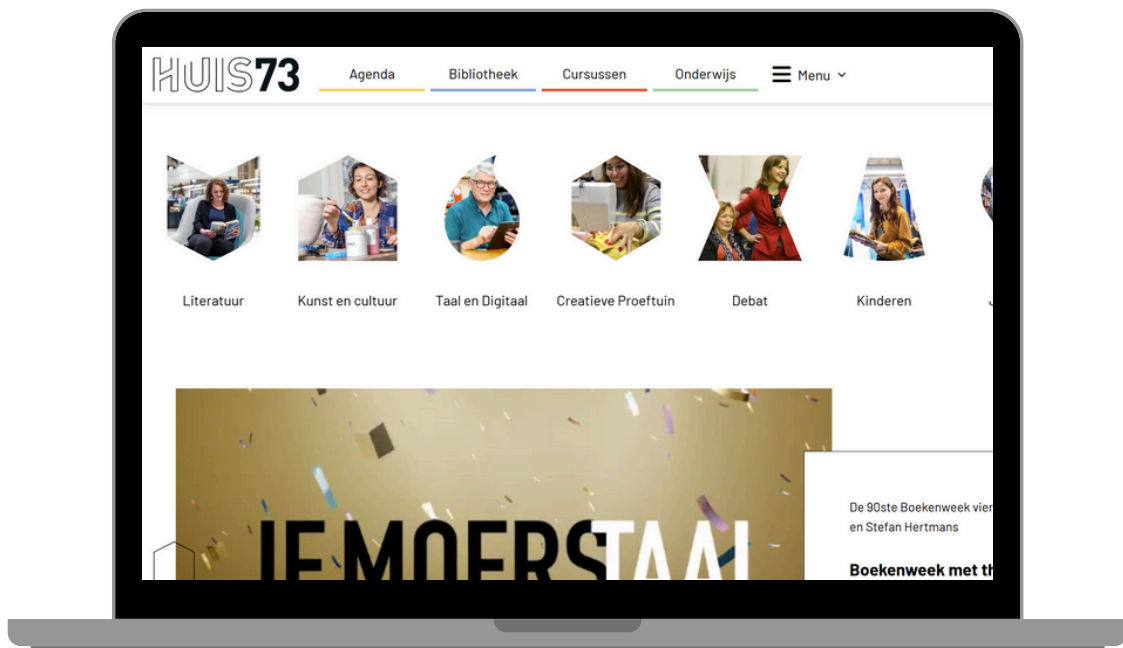 HUIS73
Agenda
Bibliotheek
Cursussen
Onderwijs
Menu
Literatuur
Kunst en cultuur
Taal en Digitaal
Creatieve Proeftuin
Debat
Kinderen
JE MOERSTAAL
De 90ste Boekenweek vier
en Stefan Hertmans
Boekenweek met th